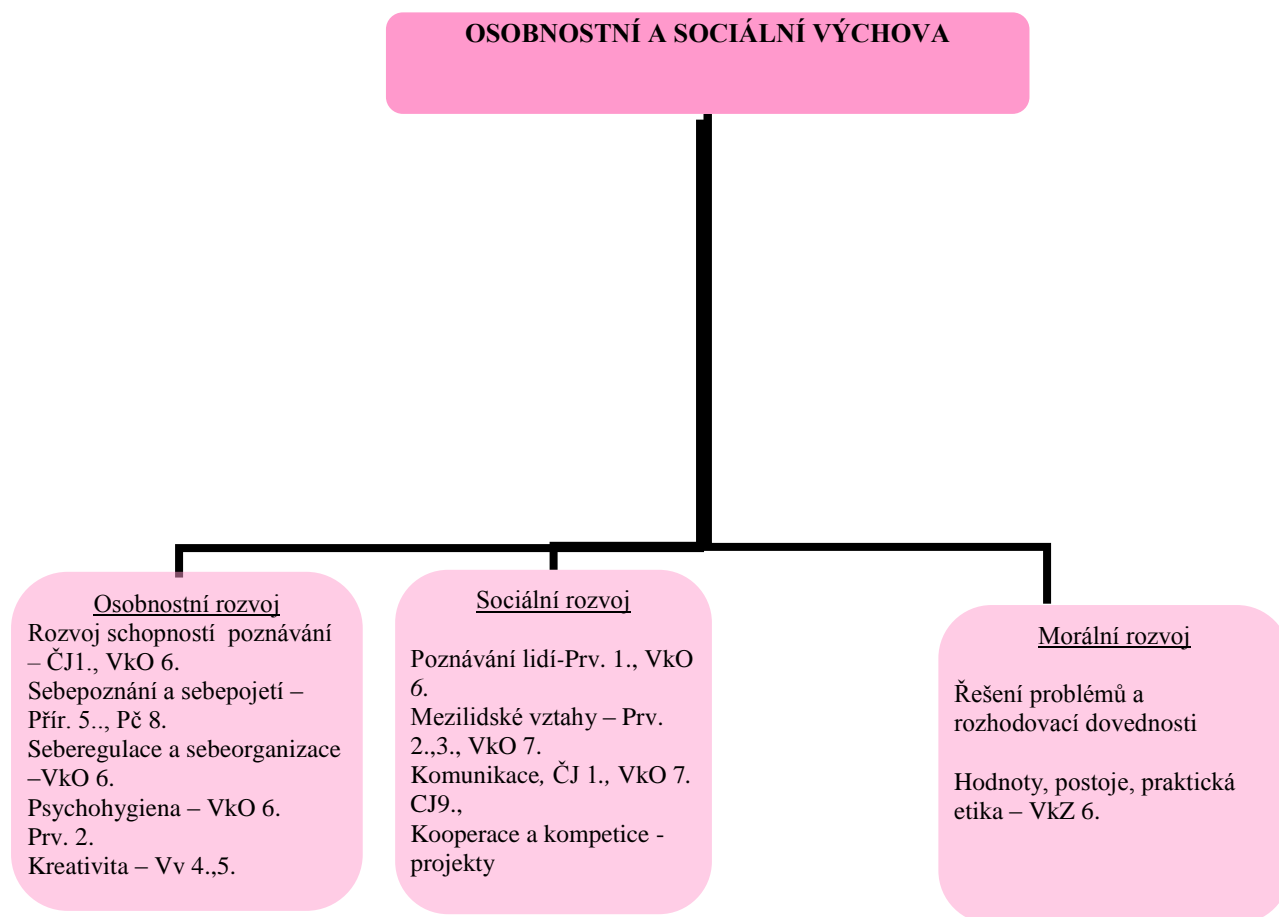 OSOBNOSTNÍ A SOCIÁLNÍ VÝCHOVA
Osobnostní rozvoj
Rozvoj schopností  poznávání
– ČJ1., VkO 6.
Sebepoznání a sebepojetí –
Přír. 5.., Pč 8.
Seberegulace a sebeorganizace
–VkO 6.
Psychohygiena – VkO 6.
Prv. 2.
Kreativita – Vv 4.,5.
Sociální rozvoj
Poznávání lidí-Prv. 1., VkO
6.
Mezilidské vztahy – Prv.
2.,3., VkO 7.
Komunikace, ČJ 1., VkO 7.
CJ9.,
Kooperace a kompetice -
projekty
Morální rozvoj
Řešení problémů a
rozhodovací dovednosti
Hodnoty, postoje, praktická
etika – VkZ 6.